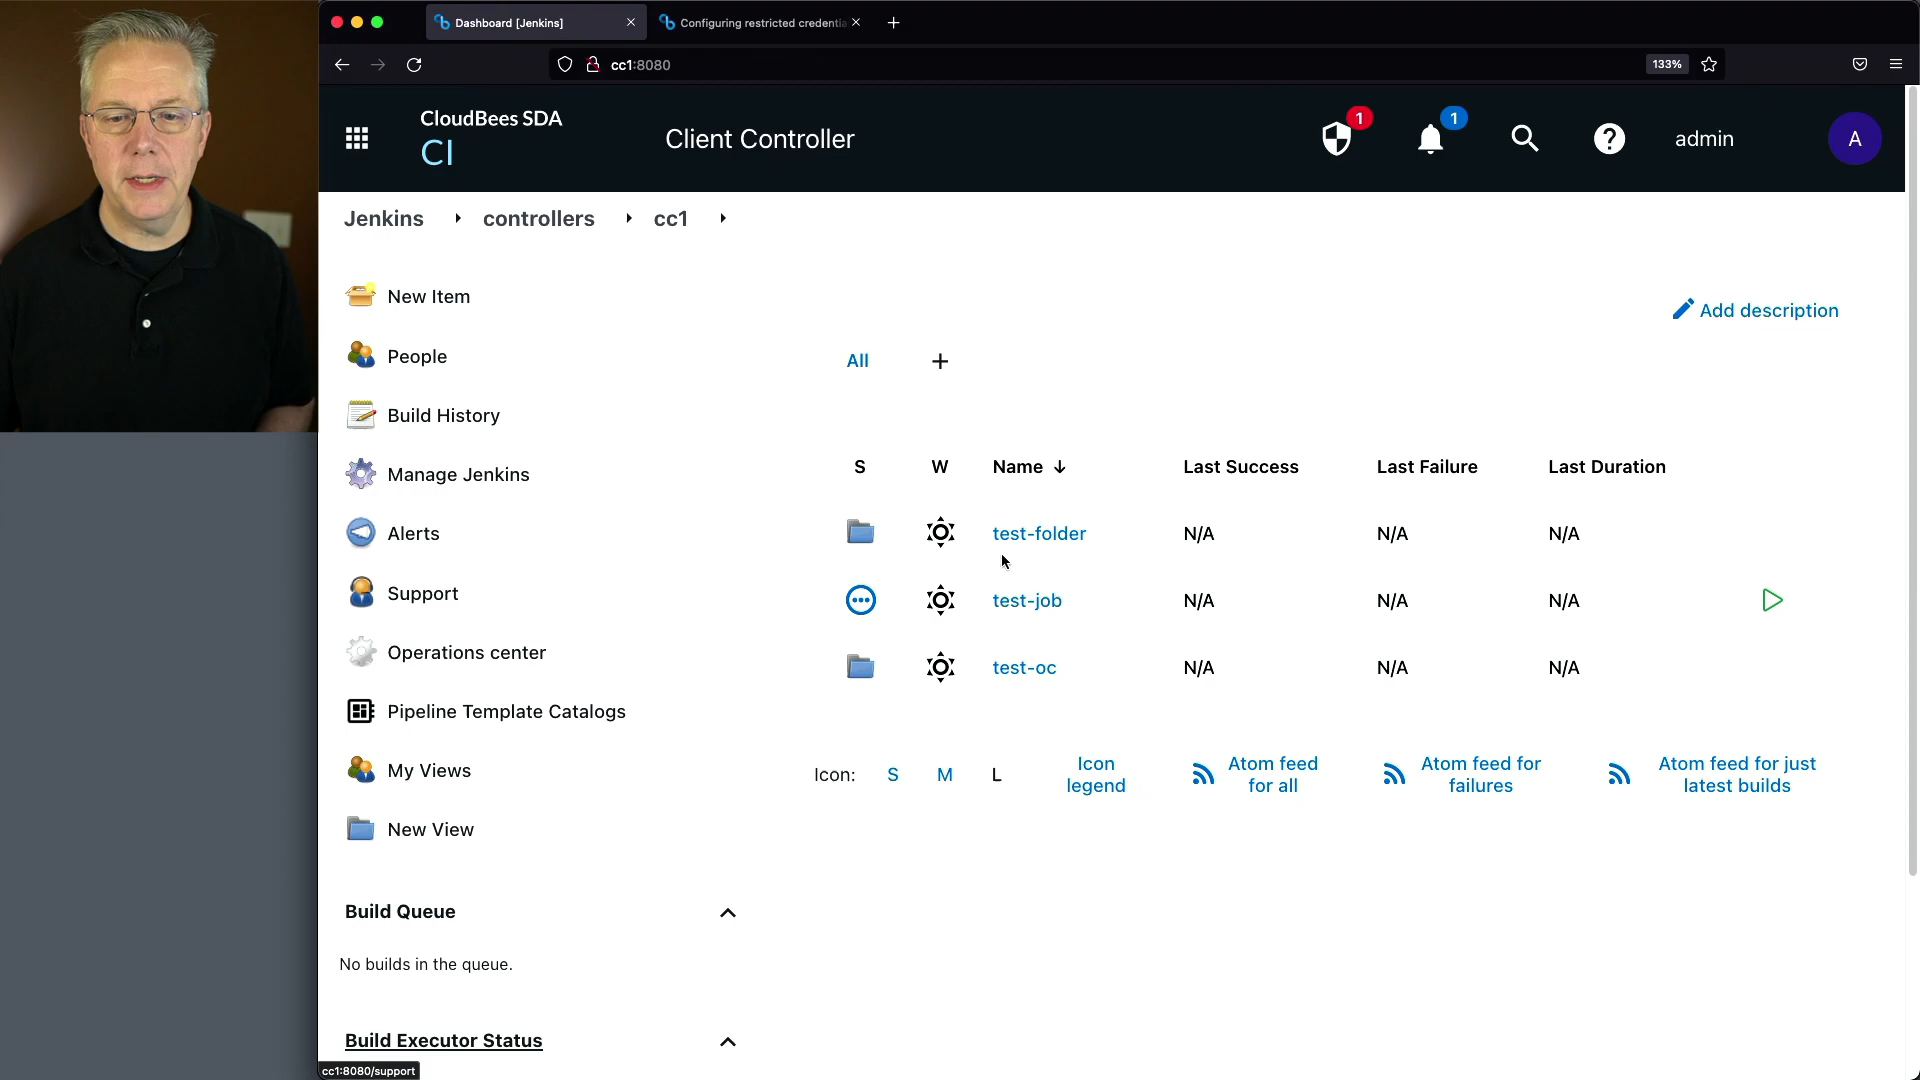 Dashboard [Jenkins]
Configuring restricted credentia
cc1:8080
133%
CloudBees SDA
CI
Client Controller
1
1
admin
A
Jenkins
controllers
cc1
New Item
People
Build History
Manage Jenkins
Alerts
Support
Operations center
Pipeline Template Catalogs
My Views
New View
Add description
All
+
S W Name ↓ Last Success Last Failure Last Duration
test-folder N/A N/A N/A
test-job N/A N/A N/A
test-oc N/A N/A N/A
Icon: S M L
Icon
legend
Atom feed
for all
Atom feed for
failures
Atom feed for just
latest builds
Build Queue
No builds in the queue.
Build Executor Status
cc1:8080/support